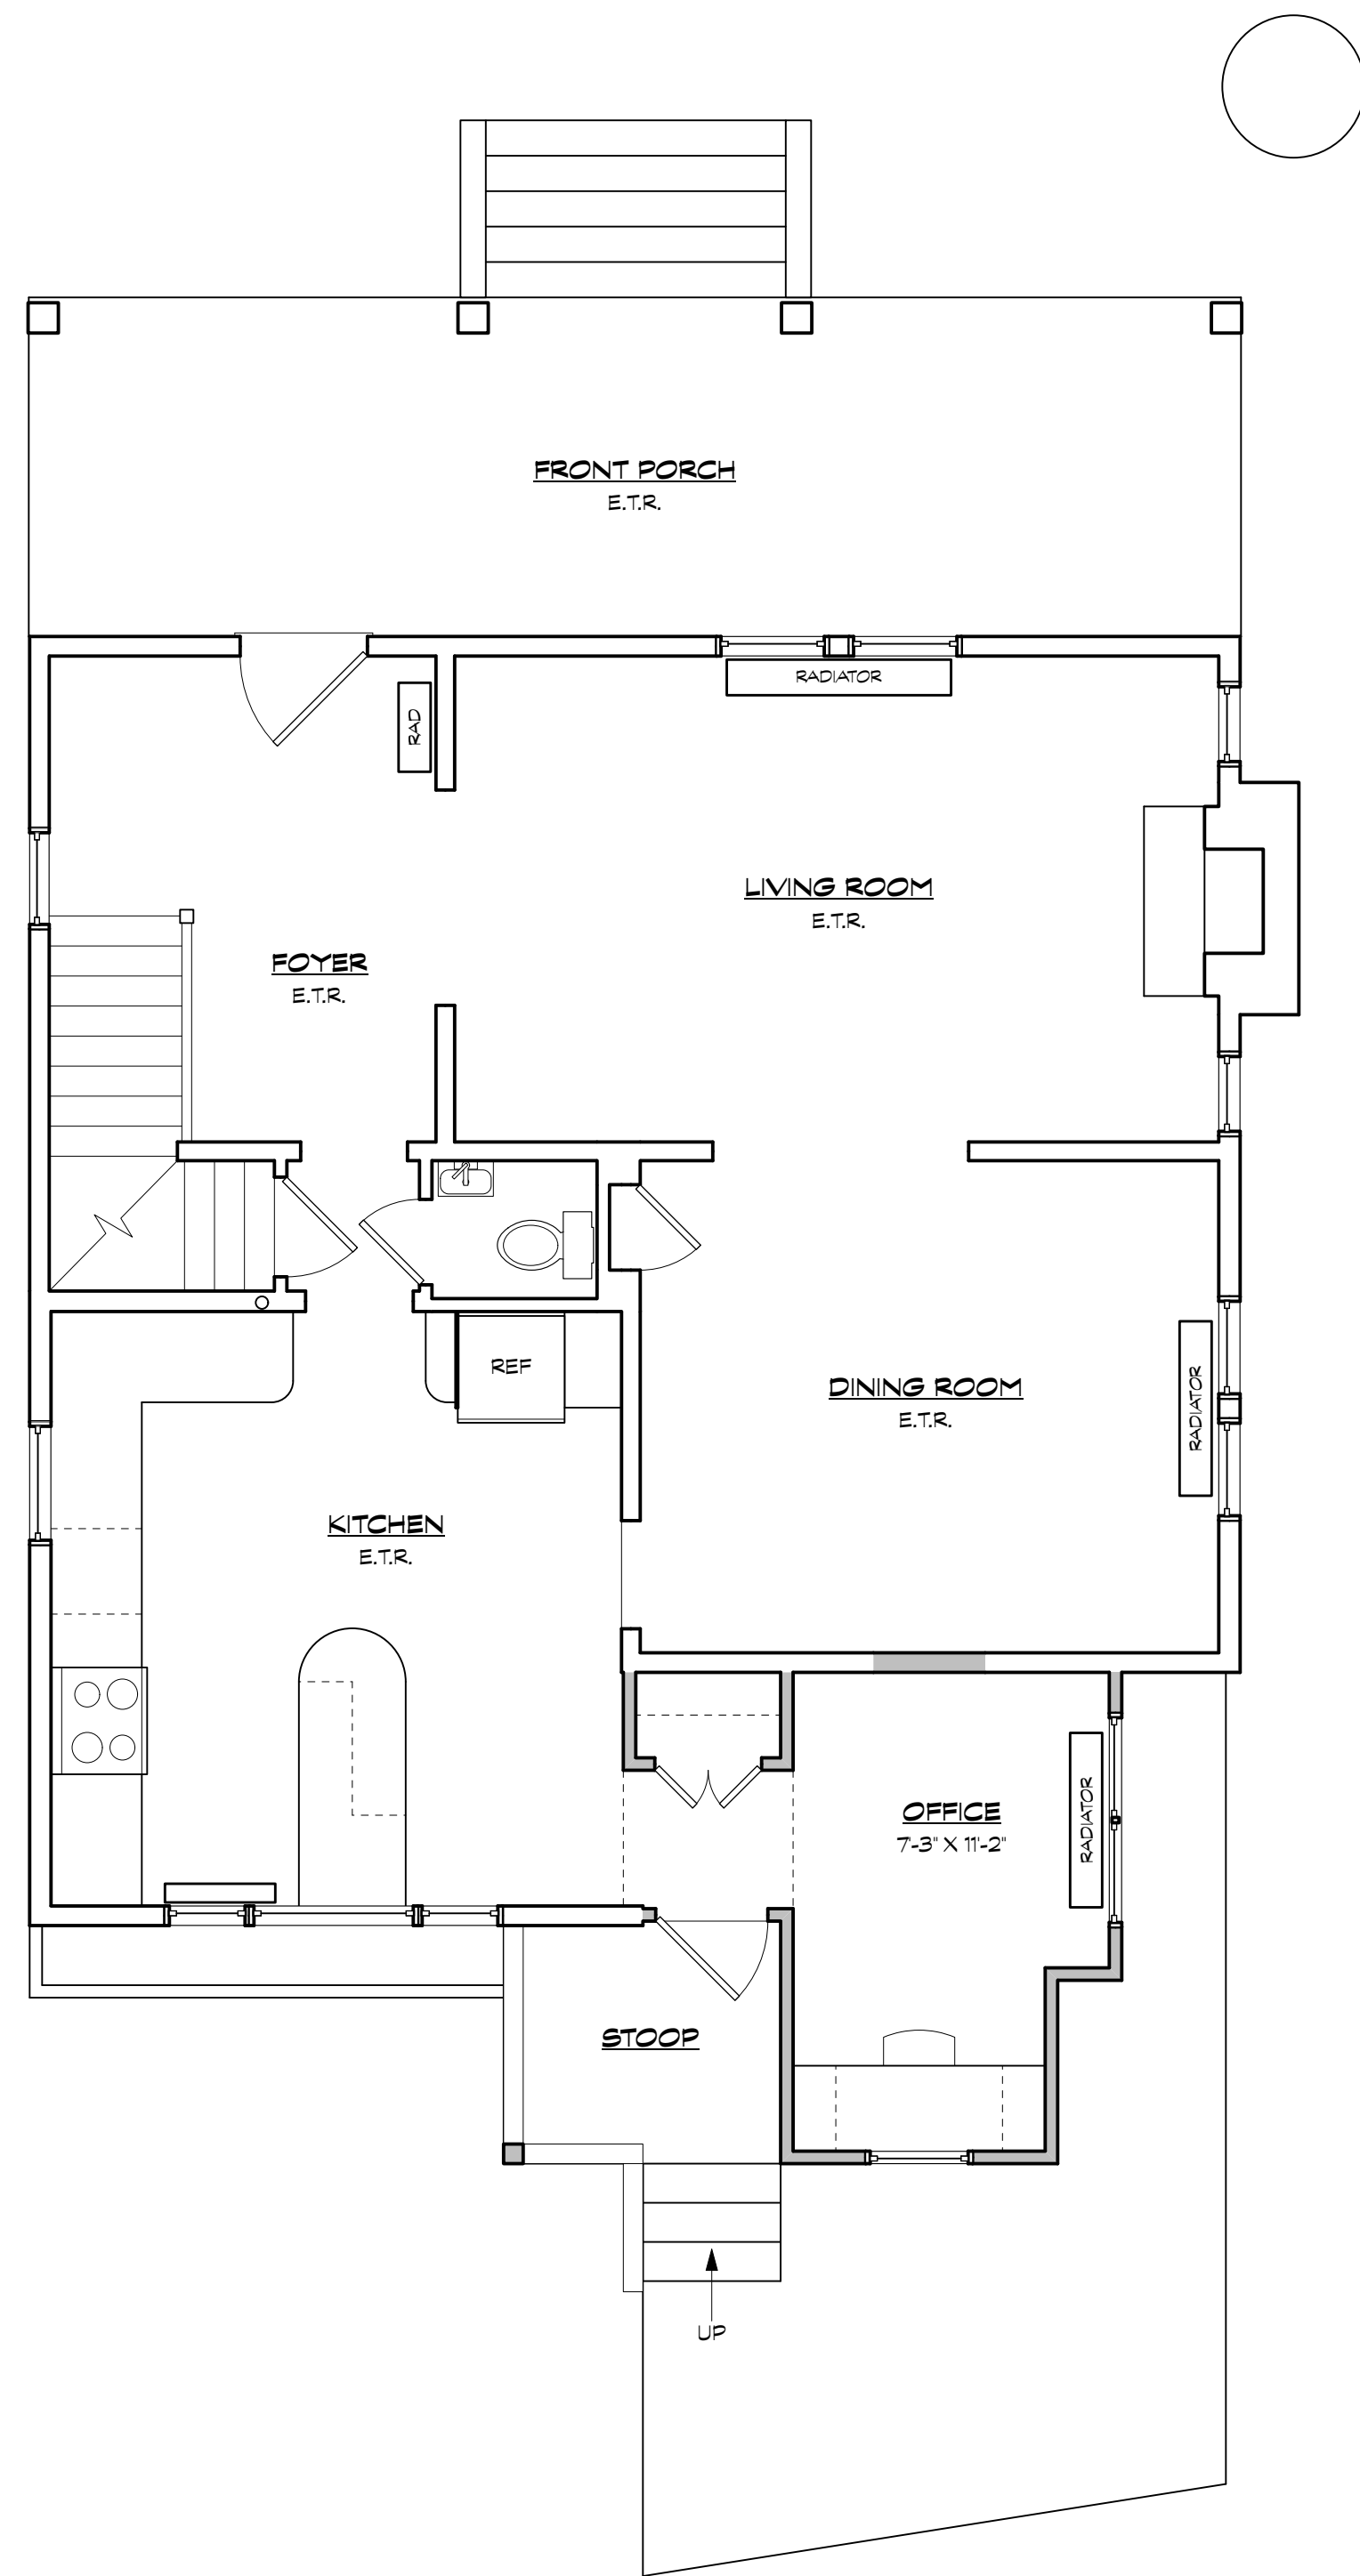 FRONT PORCH
E.T.R.
RADIATOR
RAD
LIVING ROOM
E.T.R.
FOYER
E.T.R.
REF
DINING ROOM
E.T.R.
RADIATOR
KITCHEN
E.T.R.
OFFICE
7'-3" X 11'-2"
RADIATOR
STOOP
UP